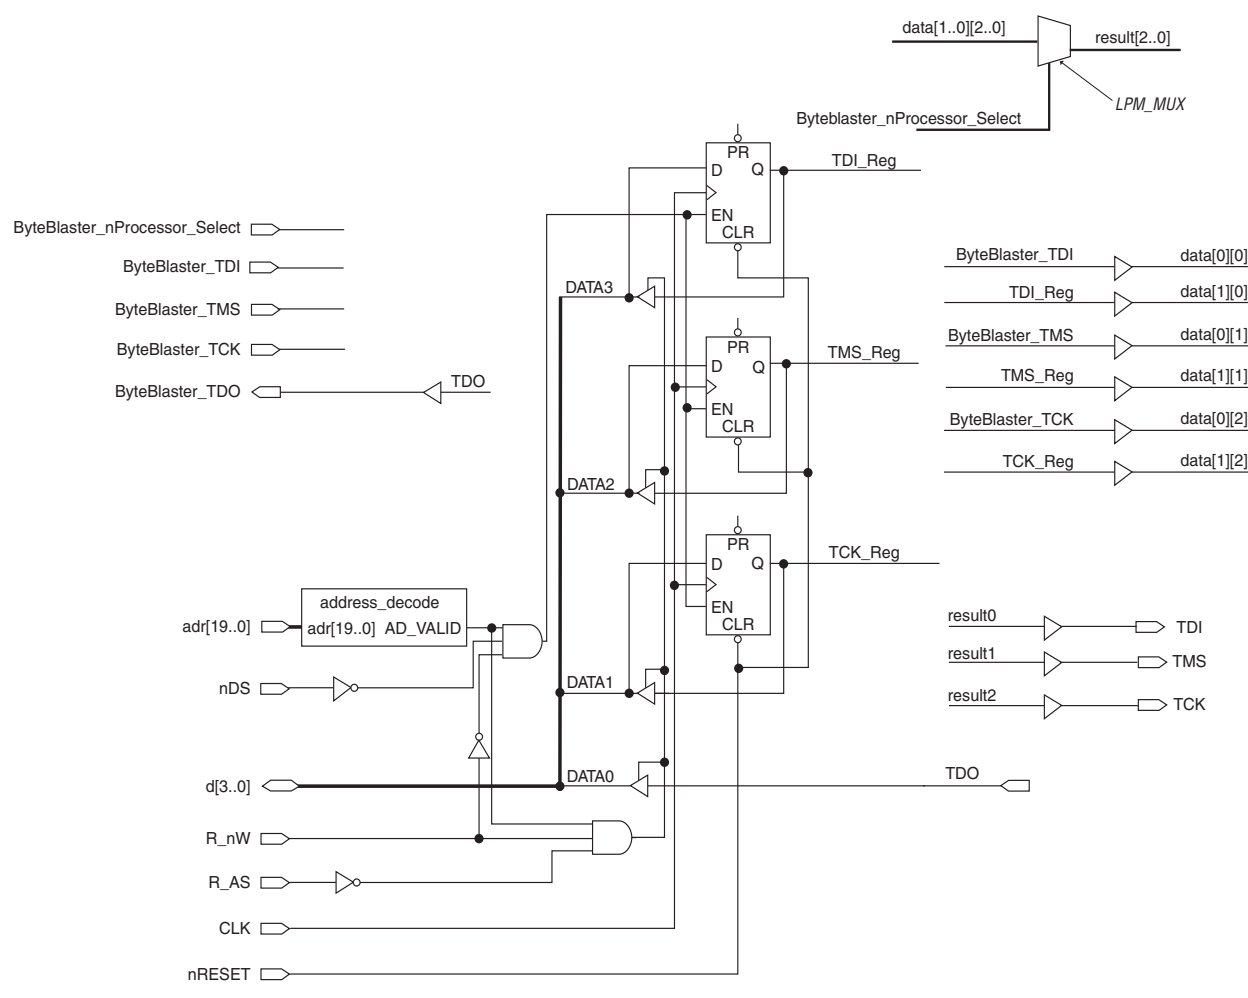 data[1..0][2..0]
result[2..0]
LPM_MUX
Byteblaster_nProcessor_Select
PR
D
Q
TDI_Reg
EN
CLR
ByteBlaster_nProcessor_Select
ByteBlaster_TDI
ByteBlaster_TMS
ByteBlaster_TCK
ByteBlaster_TDO
TDO
DATA3
PR
D
Q
TMS_Reg
EN
CLR
DATA2
PR
D
Q
TCK_Reg
EN
CLR
DATA1
ByteBlaster_TDI
data[0][0]
TDI_Reg
data[1][0]
ByteBlaster_TMS
data[0][1]
TMS_Reg
data[1][1]
ByteBlaster_TCK
data[0][2]
TCK_Reg
data[1][2]
address_decode
adr[19..0]
adr[19..0] AD_VALID
nDS
result0
TDI
result1
TMS
result2
TCK
d[3..0]
DATA0
TDO
R_nW
R_AS
CLK
nRESET